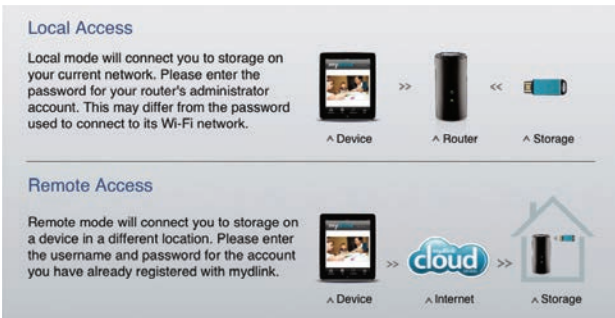 Local Access
Local mode will connect you to storage on
your current network. Please enter the
password for your router's administrator
account. This may differ from the password
used to connect to its Wi-Fi network.
>>
<<
^ Device
^ Router
^ Storage
Remote Access
Remote mode will connect you to storage on
a device in a different location. Please enter
the username and password for the account
you have already registered with mydlink.
mydlink
cloud
>>
>>
^ Device
^ Internet
^ Storage